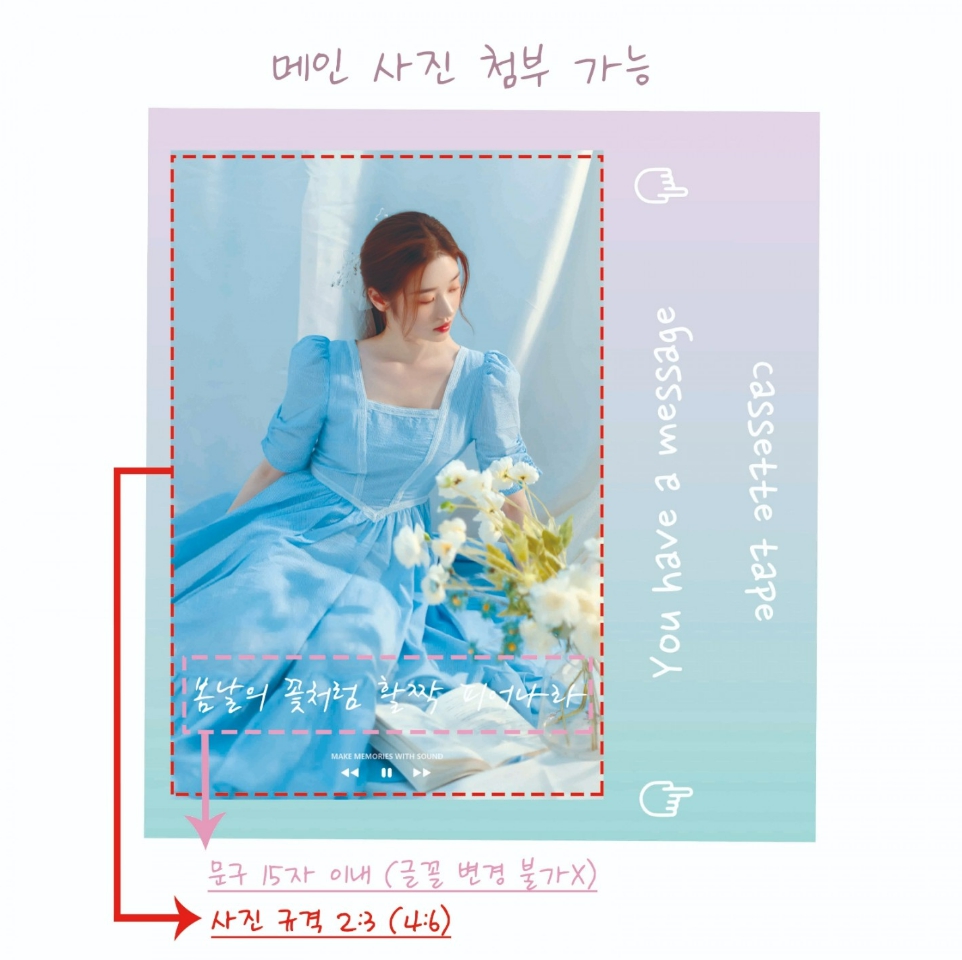 메인 사진 첨부 가능
You have a message
cassette tape
봄날의 꽃처럼 활짝 피어나라
MAKE MEMORIES WITH SOUND
문구 15자 이내 (글꼴 변경 불가X)
사진 규격 2:3 (4:6)